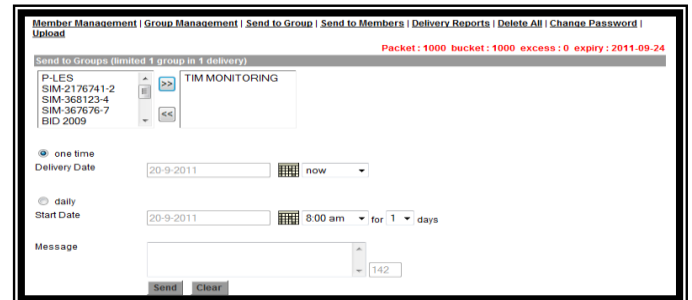 Member Management | Group Management | Send to Group | Send to Members | Delivery Reports | Delete All | Change Password |
Upload
Packet : 1000 bucket : 1000 excess : 0 expiry : 2011-09-24
Send to Groups (limited 1 group in 1 delivery)
P-LES
SIM-2176741-2
SIM-368123-4
SIM-367676-7
BID 2009
>>
<<
TIM MONITORING
one time
Delivery Date 20-9-2011 now
daily
Start Date 20-9-2011 8:00 am for 1 days
Message
142
Send Clear